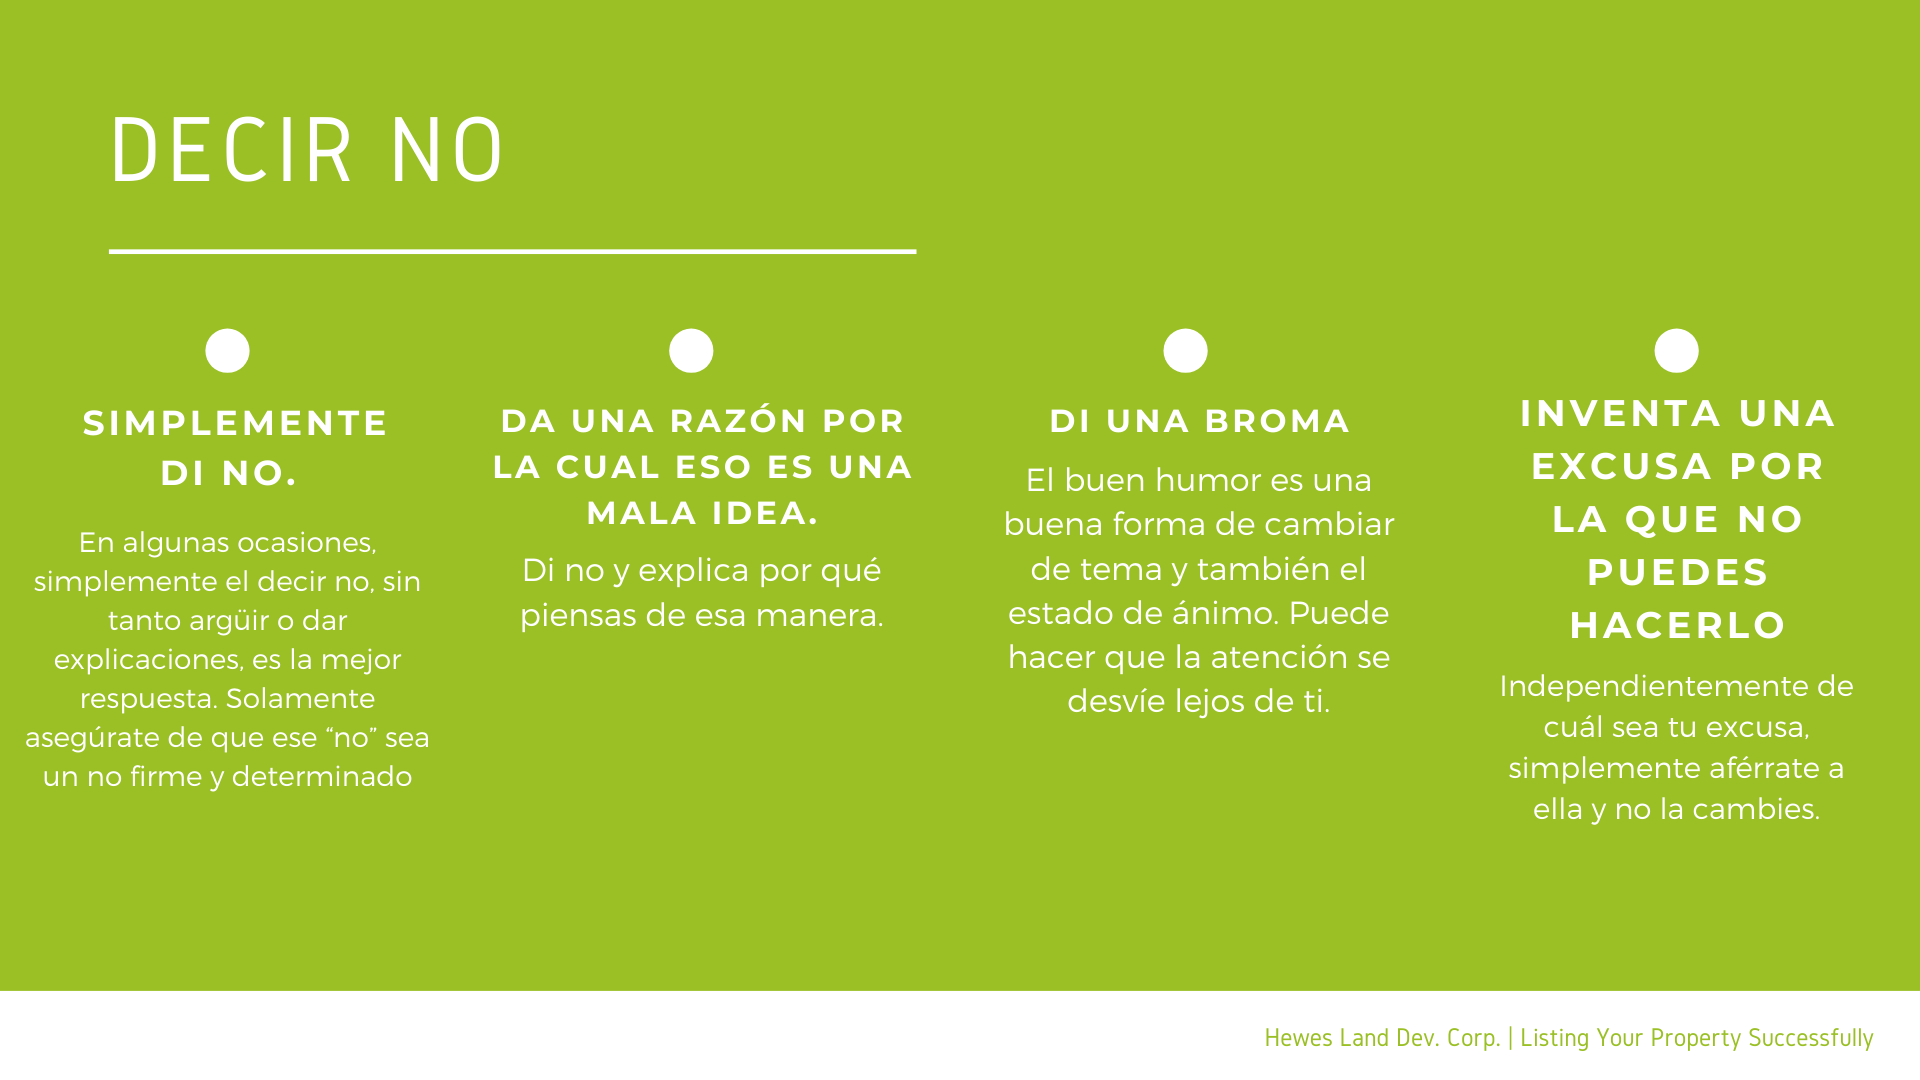 DECIR NO
SIMPLEMENTE
DI NO.
En algunas ocasiones,
simplemente el decir no, sin
tanto argüir o dar
explicaciones, es la mejor
respuesta. Solamente
asegúrate de que ese “no” sea
un no firme y determinado
DA UNA RAZÓN POR
LA CUAL ESO ES UNA
MALA IDEA.
Di no y explica por qué
piensas de esa manera.
DI UNA BROMA
El buen humor es una
buena forma de cambiar
de tema y también el
estado de ánimo. Puede
hacer que la atención se
desvíe lejos de ti.
INVENTA UNA
EXCUSA POR
LA QUE NO
PUEDES
HACERLO
Independientemente de
cuál sea tu excusa,
simplemente aférrate a
ella y no la cambies.
Hewes Land Dev. Corp. | Listing Your Property Successfully